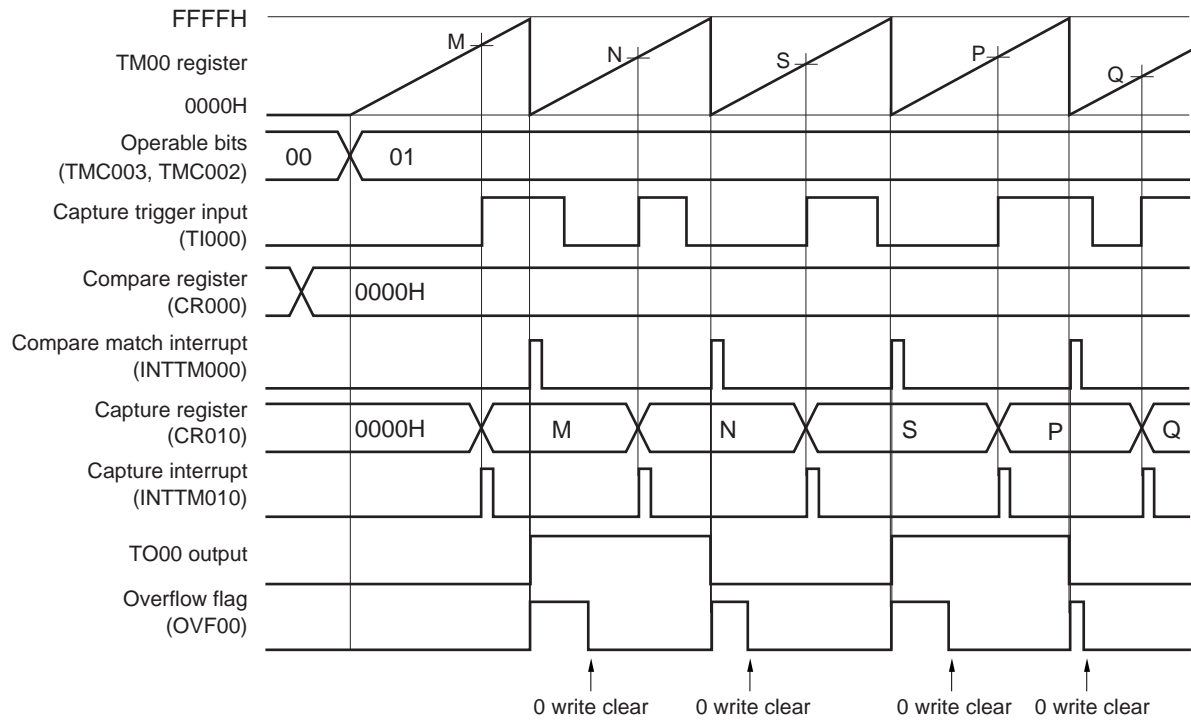 FFFFH
TM00 register
0000H
M
N
S
P
Q
Operable bits
(TMC003, TMC002)
00
01
Capture trigger input
(TI000)
Compare register
(CR000)
0000H
Compare match interrupt
(INTTM000)
Capture register
(CR010)
0000H
M
N
S
P
Q
Capture interrupt
(INTTM010)
TO00 output
Overflow flag
(OVF00)
0 write clear
0 write clear
0 write clear
0 write clear